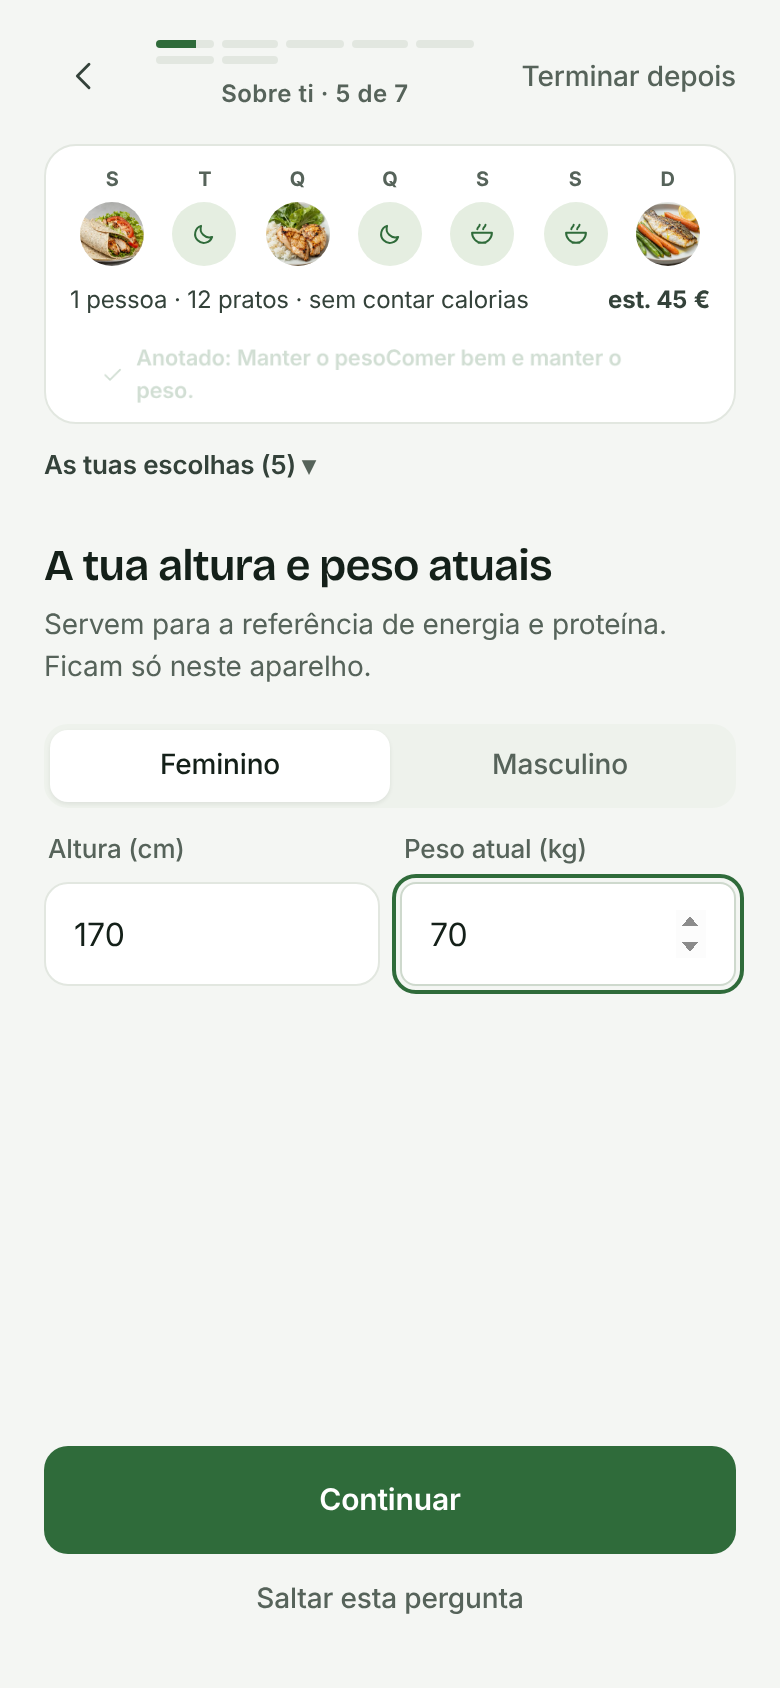 Sobre ti · 5 de 7
Terminar depois
S T Q Q S S D
1 pessoa · 12 pratos · sem contar calorias est. 45 €
Anotado: Manter o pesoComer bem e manter o
peso.
As tuas escolhas (5) ▾
A tua altura e peso atuais
Servem para a referência de energia e proteína.
Ficam só neste aparelho.
Feminino Masculino
Altura (cm) Peso atual (kg)
170 70
Continuar
Saltar esta pergunta